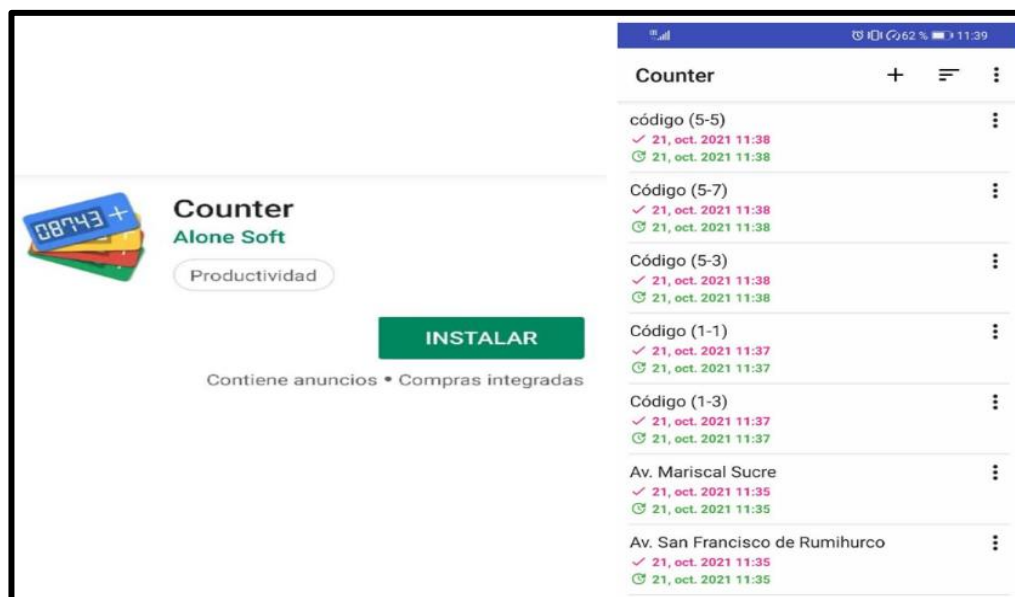 08743 +
Counter
Alone Soft
Productividad
INSTALAR
Contiene anuncios • Compras integradas
62 % 11:39
Counter
código (5-5)
21, oct. 2021 11:38
21, oct. 2021 11:38
Código (5-7)
21, oct. 2021 11:38
21, oct. 2021 11:38
Código (5-3)
21, oct. 2021 11:38
21, oct. 2021 11:38
Código (1-1)
21, oct. 2021 11:37
21, oct. 2021 11:37
Código (1-3)
21, oct. 2021 11:37
21, oct. 2021 11:37
Av. Mariscal Sucre
21, oct. 2021 11:35
21, oct. 2021 11:35
Av. San Francisco de Rumihurco
21, oct. 2021 11:35
21, oct. 2021 11:35